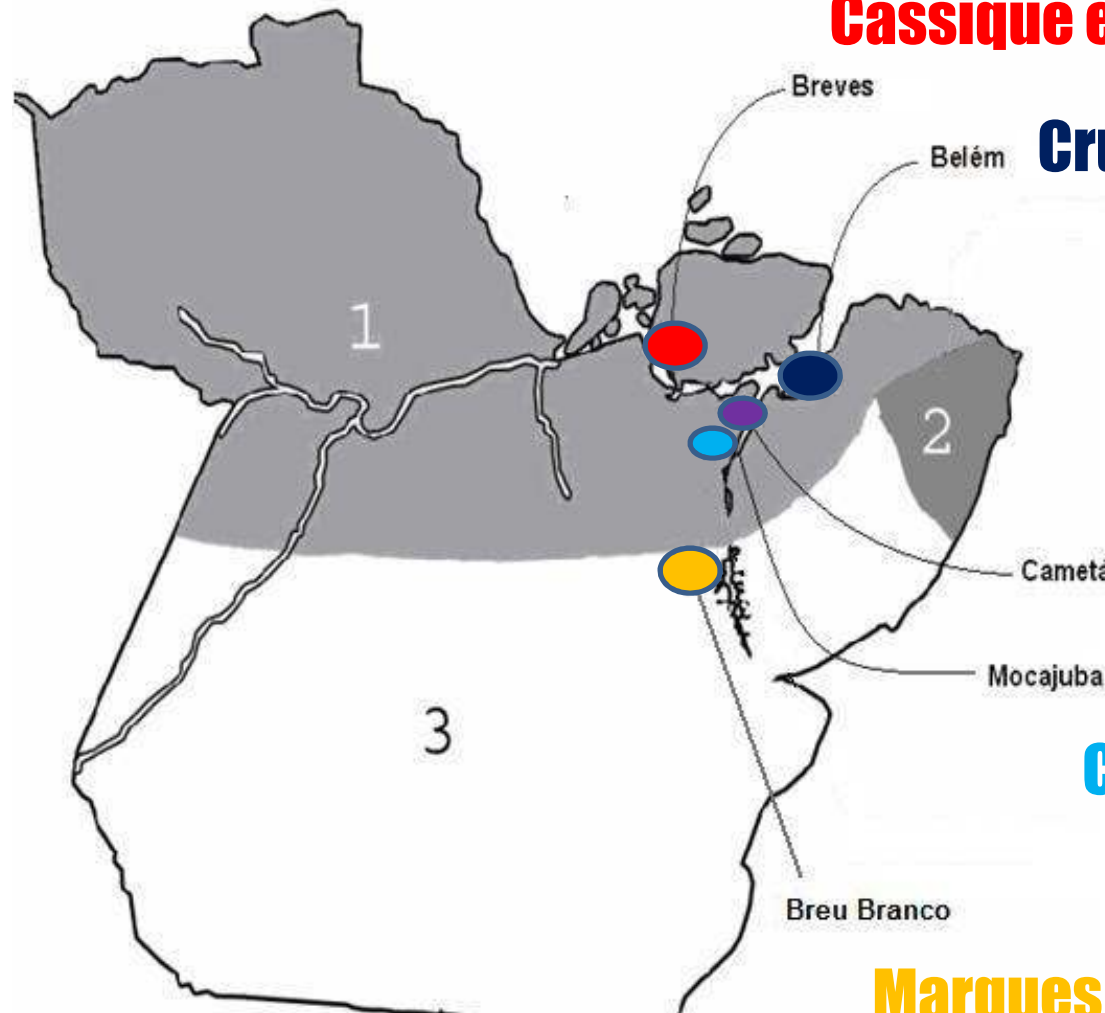 Cassique e
Breves
Belém
Cru
1
2
Cametá
Mocajuba
3
C
Breu Branco
Marques